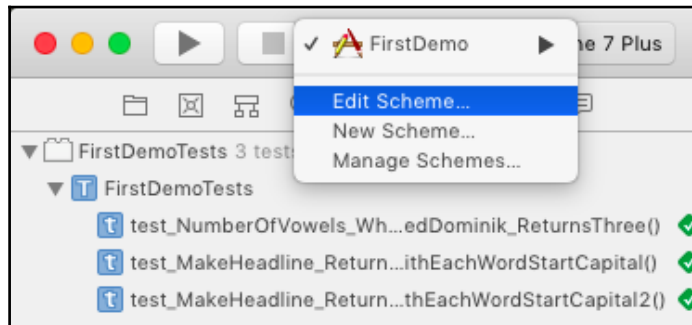 FirstDemo
ne 7 Plus
Edit Scheme...
New Scheme...
Manage Schemes...
FirstDemoTests 3 tests
FirstDemoTests
test_NumberOfVowels_Wh...edDominik_ReturnsThree()
test_MakeHeadline_Return...ithEachWordStartCapital()
test_MakeHeadline_Return...thEachWordStartCapital2()